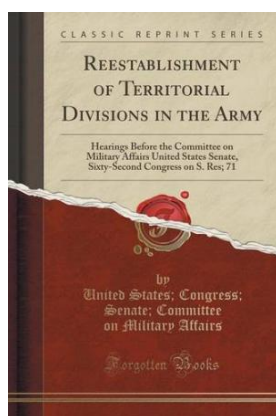 CLASSIC REPRINT SERIES
REESTABLISHMENT
OF TERRITORIAL
DIVISIONS IN THE ARMY
Hearings Before the Committee on
Military Affairs United States Senate,
Sixty-Second Congress on S. Res; 71
by
United States; Congress;
Senate; Committee
on Military Affairs
Forgotten Books